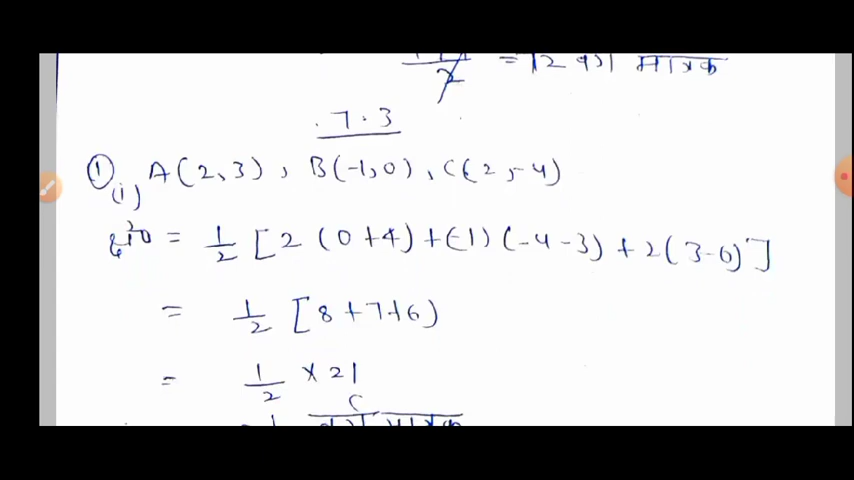 = 12 वर्ग मात्रक
7.3
① (i) A(2,3), B(-1,0), C(2,-4)
= 1/2 [2(0+4)+(-1)(-4-3)+2(3-0)]
= 1/2 [8+7+6)
= 1/2 × 21